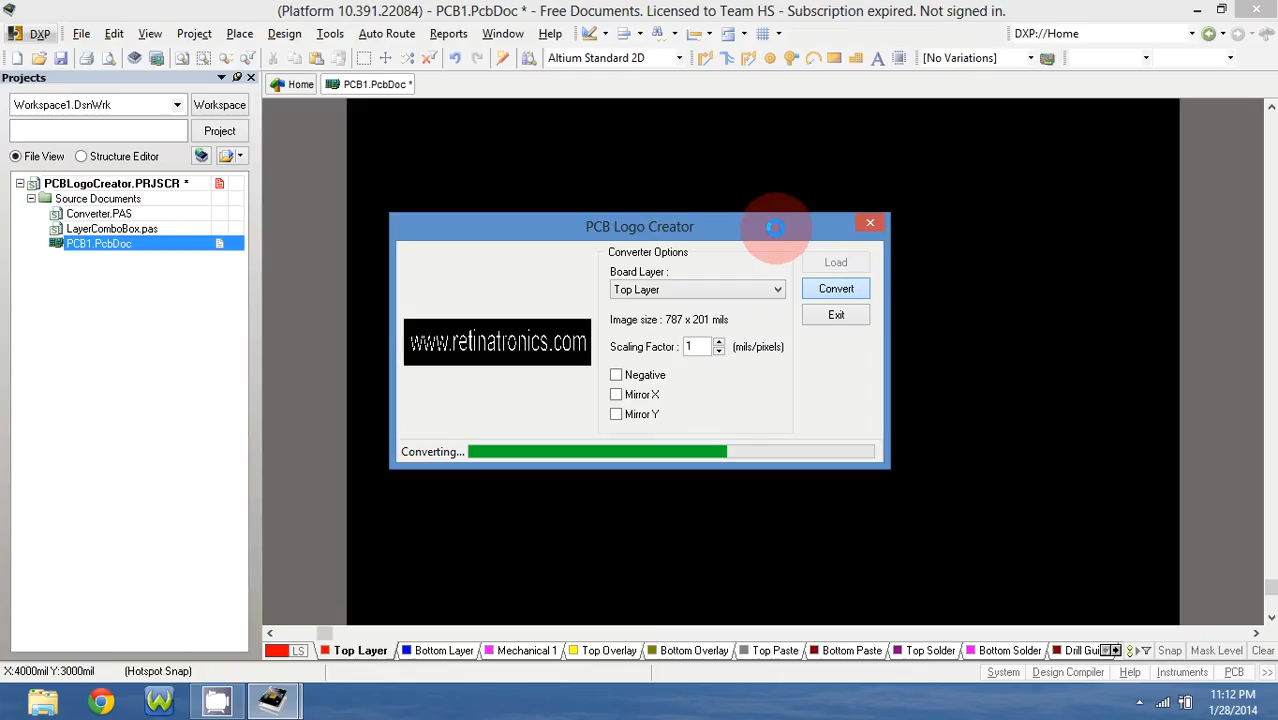 (Platform 10.391.22084) - PCB1.PcbDoc * - Free Documents. Licensed to Team HS - Subscription expired. Not signed in.
DXP File Edit View Project Place Design Tools Auto Route Reports Window Help DXP://Home
Altium Standard 2D [No Variations]
Projects
Home PCB1.PcbDoc *
Workspace1.DsnWrk Workspace
Project
File View Structure Editor
PCBLogoCreator.PRJSCR *
Source Documents
Converter.PAS
LayerComboBox.pas
PCB1.PcbDoc
PCB Logo Creator
Converter Options
Board Layer :
Top Layer
Load
Convert
Exit
Image size : 787 x 201 mils
www.retinatronics.com
Scaling Factor : 1 (mils/pixels)
Negative
Mirror X
Mirror Y
Converting...
LS Top Layer Bottom Layer Mechanical 1 Top Overlay Bottom Overlay Top Paste Bottom Paste Top Solder Bottom Solder Drill Gui Snap Mask Level Clear
X:4000mil Y:3000mil (Hotspot Snap) System Design Compiler Help Instruments PCB >>
11:12 PM
1/28/2014